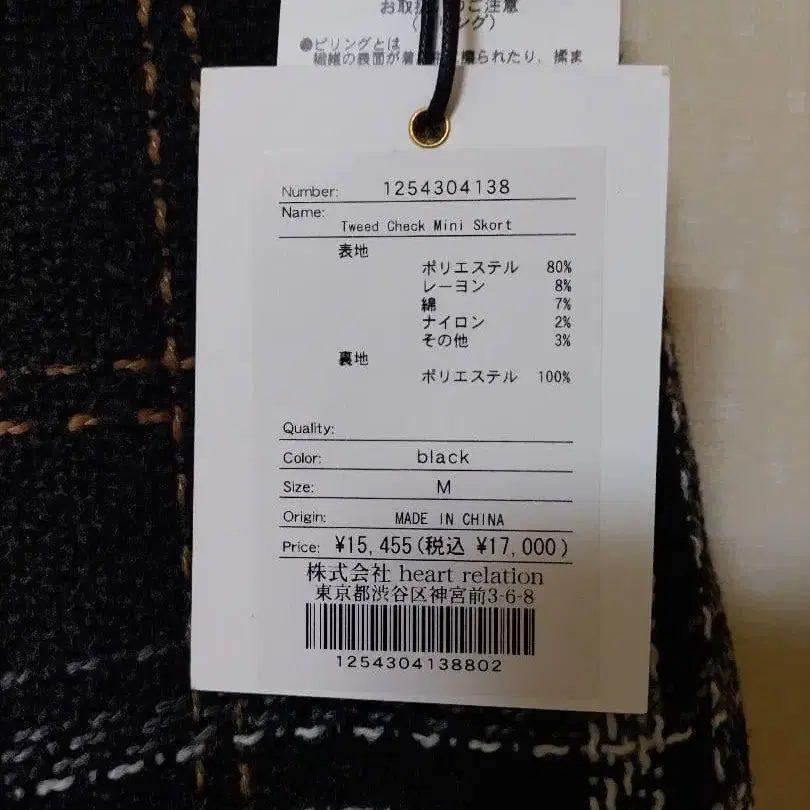 お取扱 のご注意
( リング)
●ピリングとは
繊維の表面が着 擦られたり、揉ま
Number: 1254304138
Name:
Tweed Check Mini Skort
表地
ポリエステル 80%
レーヨン 8%
綿 7%
ナイロン 2%
その他 3%
裏地
ポリエステル 100%
Quality:
Color: black
Size: M
Origin: MADE IN CHINA
Price: ¥15,455(税込 ¥17,000)
株式会社 heart relation
東京都渋谷区神宮前3-6-8
1254304138802